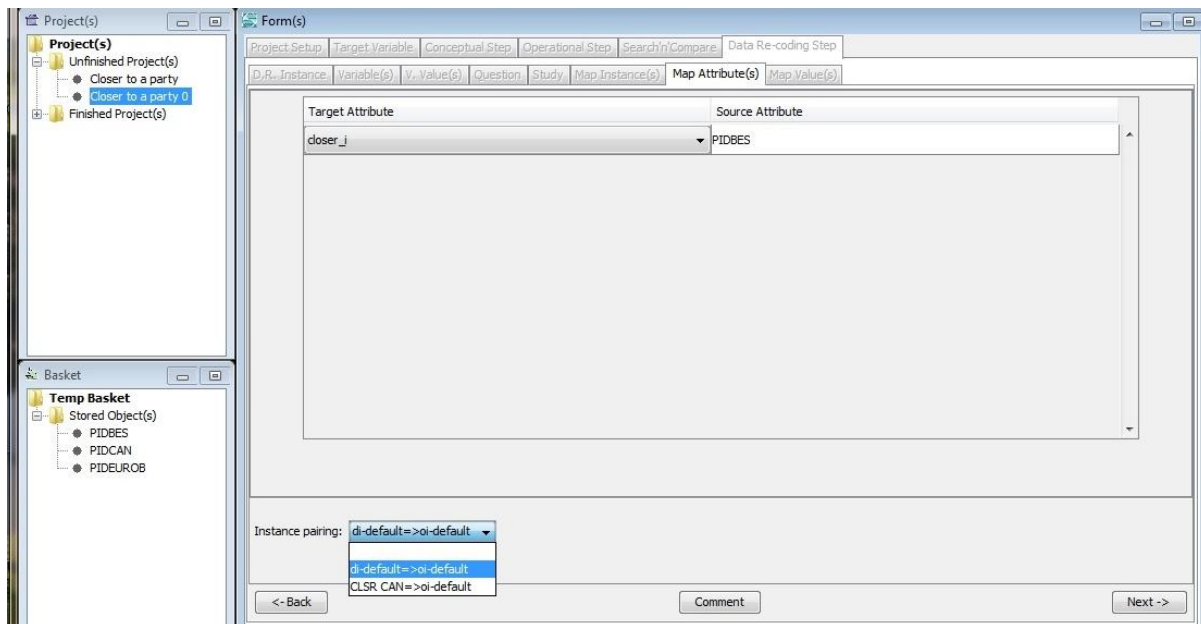 Project(s)
Project(s)
Unfinished Project(s)
Closer to a party
Closer to a party 0
Finished Project(s)
Basket
Temp Basket
Stored Object(s)
PIDBES
PIDCAN
PIDEUROB
Form(s)
Project Setup Target Variable Conceptual Step Operational Step Search'n'Compare Data Re-coding Step
D.R. Instance Variable(s) V. Value(s) Question Study Map Instance(s) Map Attribute(s) Map Value(s)
Target Attribute Source Attribute
closer_i PIDBES
Instance pairing: di-default=>oi-default
di-default=>oi-default
CLSR CAN=>oi-default
<- Back Comment Next ->